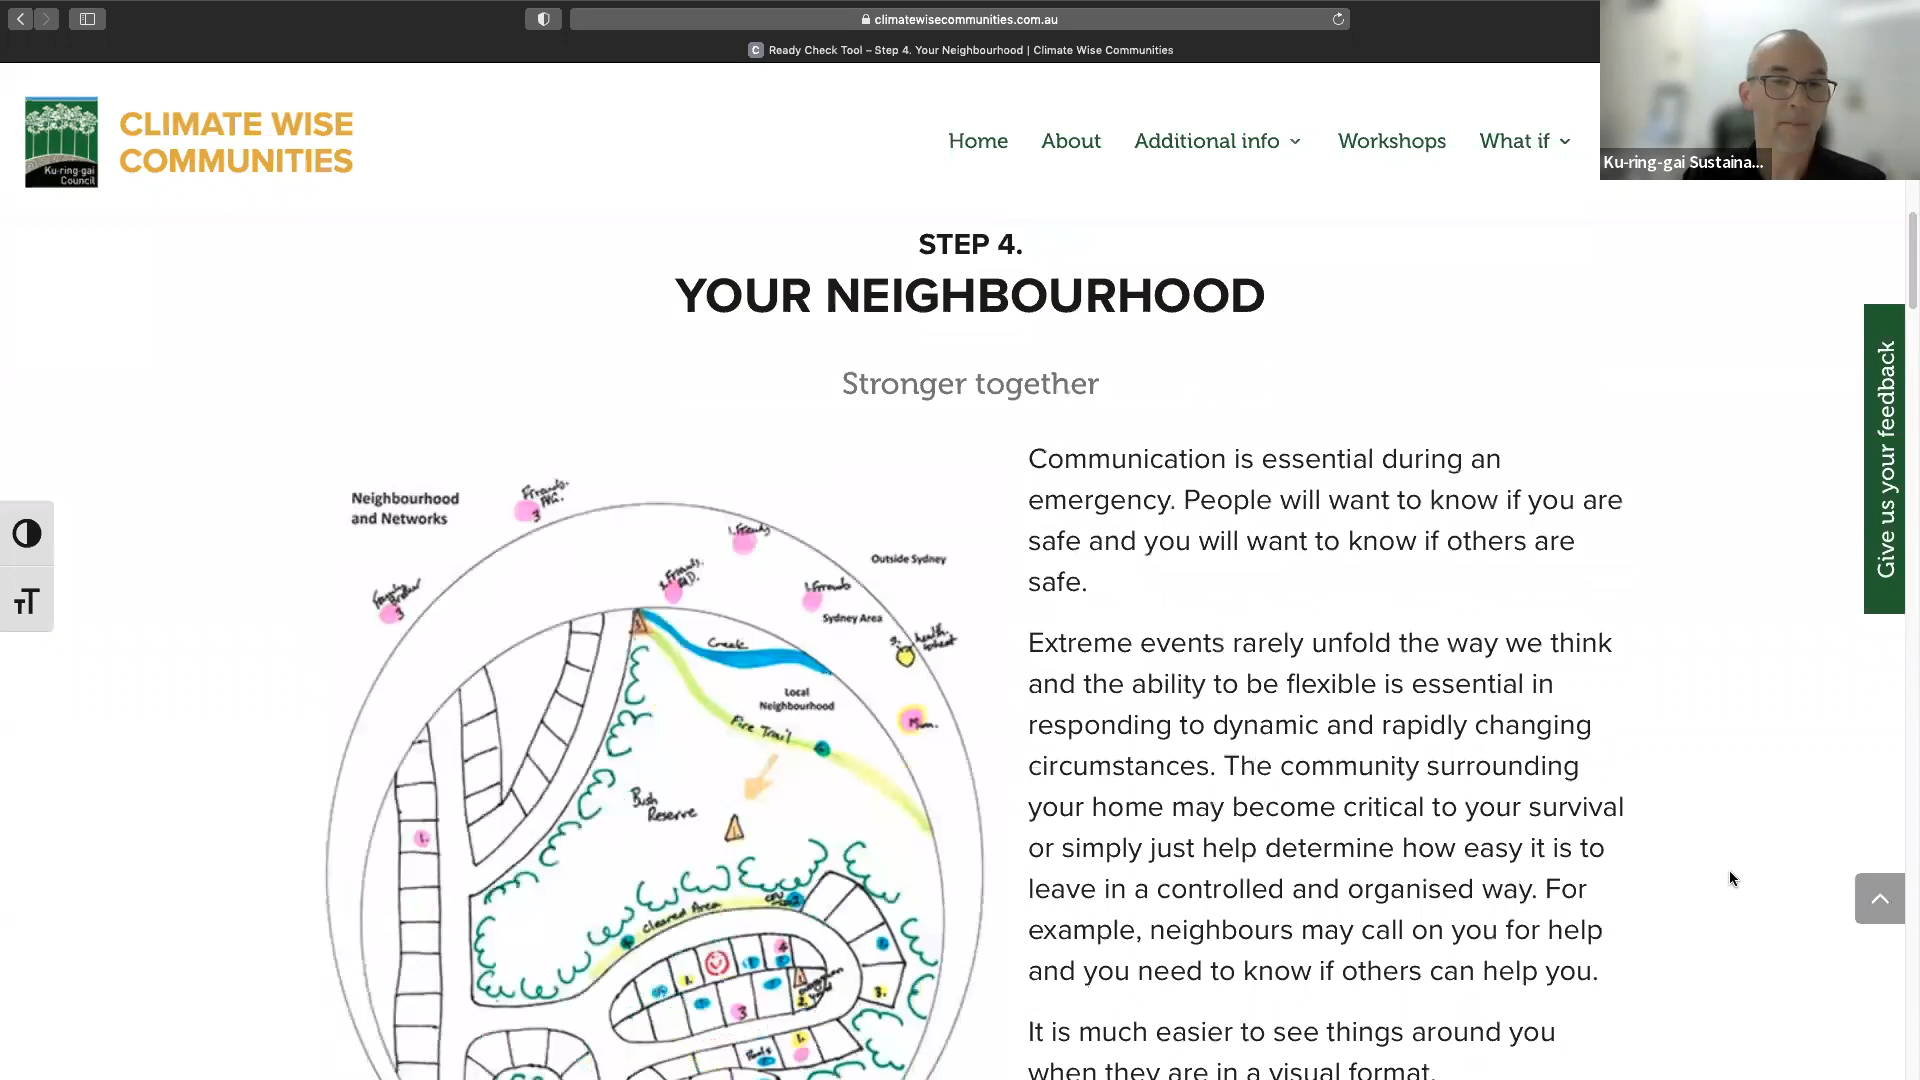 climatewisecommunities.com.au
C Ready Check Tool – Step 4. Your Neighbourhood | Climate Wise Communities
Ku-ring-gai
Council
CLIMATE WISE
COMMUNITIES
Home
About
Additional info
Workshops
What if
Ku-ring-gai Sustaina...
STEP 4.
YOUR NEIGHBOURHOOD
Stronger together
Give us your feedback
TT
Neighbourhood
and Networks
Outside Sydney
Sydney Area
Creek
Local
Neighbourhood
Fire Trail
Mum.
Bush
Reserve
Cleared Area
Communication is essential during an
emergency. People will want to know if you are
safe and you will want to know if others are
safe.
Extreme events rarely unfold the way we think
and the ability to be flexible is essential in
responding to dynamic and rapidly changing
circumstances. The community surrounding
your home may become critical to your survival
or simply just help determine how easy it is to
leave in a controlled and organised way. For
example, neighbours may call on you for help
and you need to know if others can help you.
It is much easier to see things around you
when they are in a visual format.